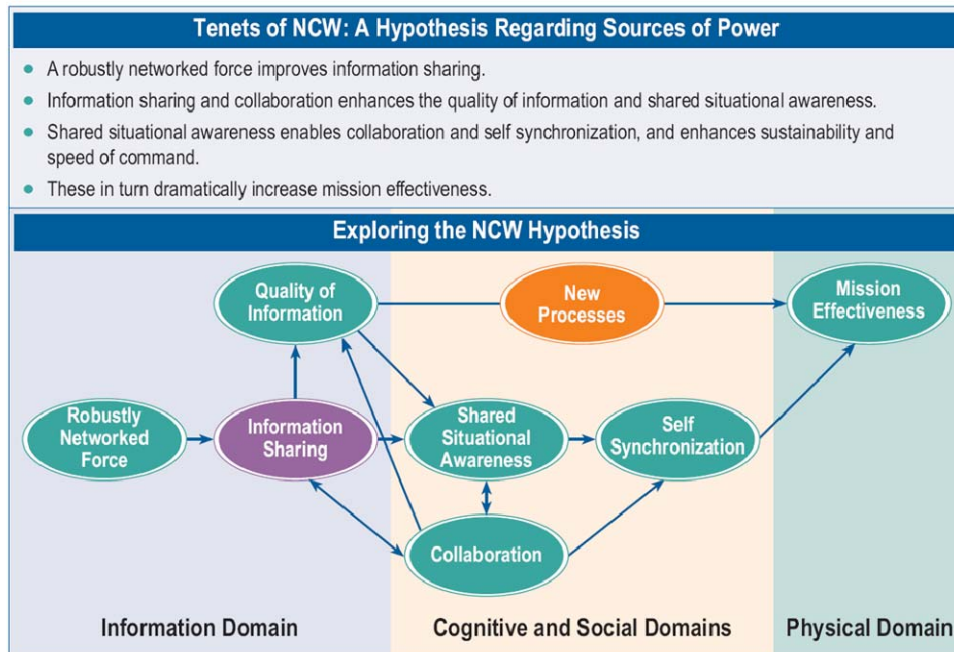 Tenets of NCW: A Hypothesis Regarding Sources of Power
● A robustly networked force improves information sharing.
● Information sharing and collaboration enhances the quality of information and shared situational awareness.
● Shared situational awareness enables collaboration and self synchronization, and enhances sustainability and
speed of command.
● These in turn dramatically increase mission effectiveness.
Exploring the NCW Hypothesis
Quality of
Information
New
Processes
Mission
Effectiveness
Robustly
Networked
Force
Information
Sharing
Shared
Situational
Awareness
Self
Synchronization
Collaboration
Information Domain
Cognitive and Social Domains
Physical Domain